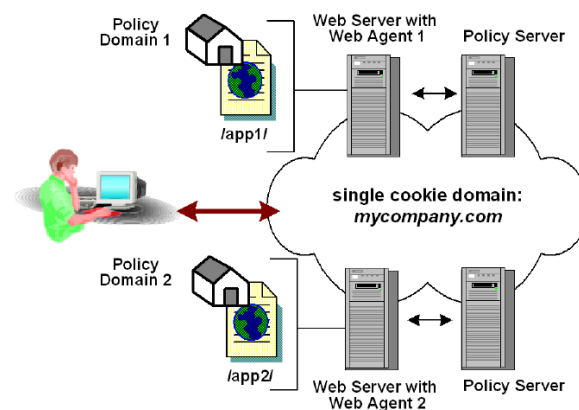 Policy
Domain 1
/app1/
Web Server with
Web Agent 1
Policy Server
single cookie domain:
mycompany.com
Policy
Domain 2
/app2/
Web Server with
Web Agent 2
Policy Server